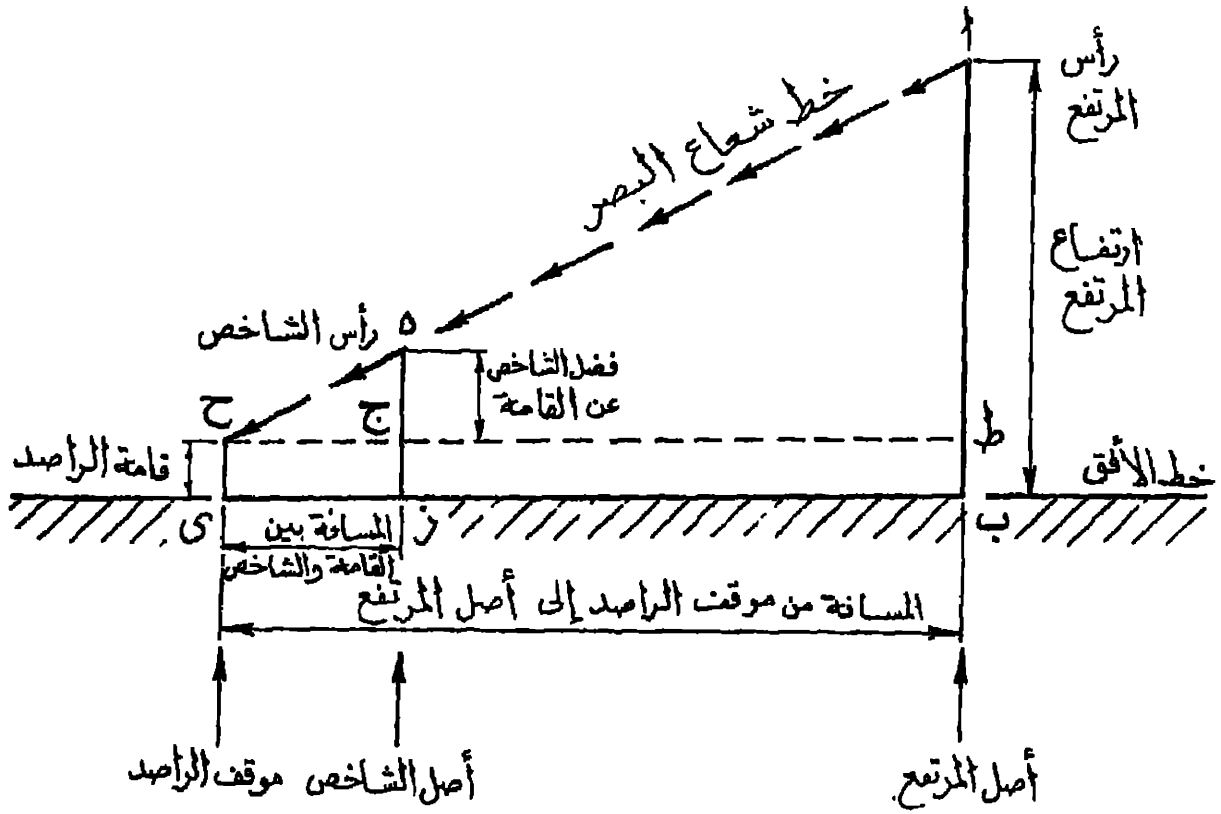 ا
رأس
المرتفع
خط شعاع البصر
ارتفاع
المرتفع
ه
رأس الشاخص
فضل الشاخص
عن القامة
ح
ج
ط
قامة الراصد
خط الأفق
ى
ز
ب
المسافة بين
القامة والشاخص
المسافة من موقف الراصد إلى أصل المرتفع
موقف الراصد
أصل الشاخص
أصل المرتفع